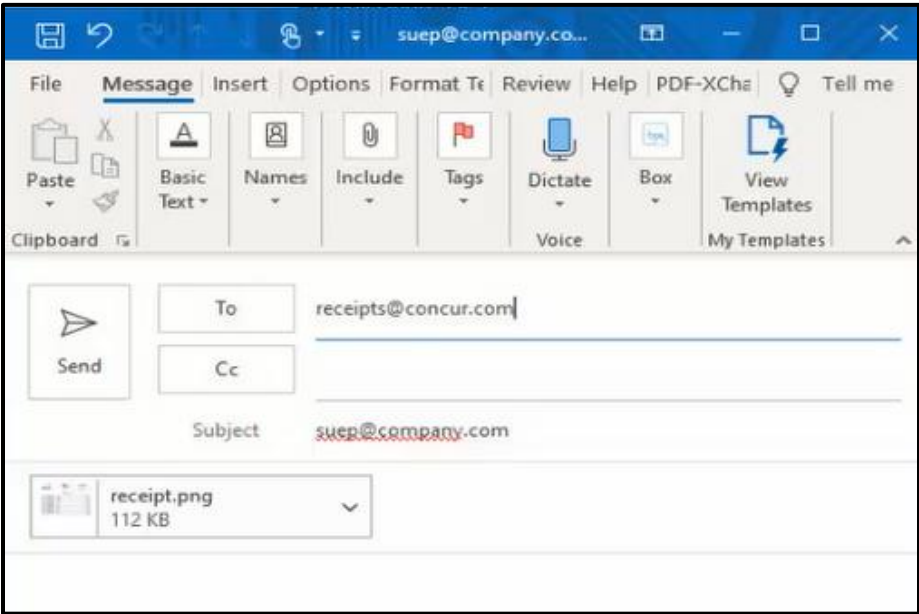 suep@company.co...
File Message Insert Options Format Te Review Help PDF-XCha Tell me
Paste Basic Text Names Include Tags Dictate Box View Templates
Clipboard Voice My Templates
To receipts@concur.com
Send
Cc
Subject suep@company.com
receipt.png
112 KB